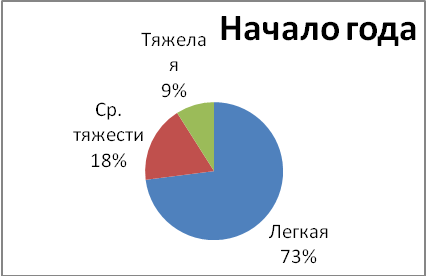 Начало года
Тяжела
я
9%
Ср.
тяжести
18%
Легкая
73%